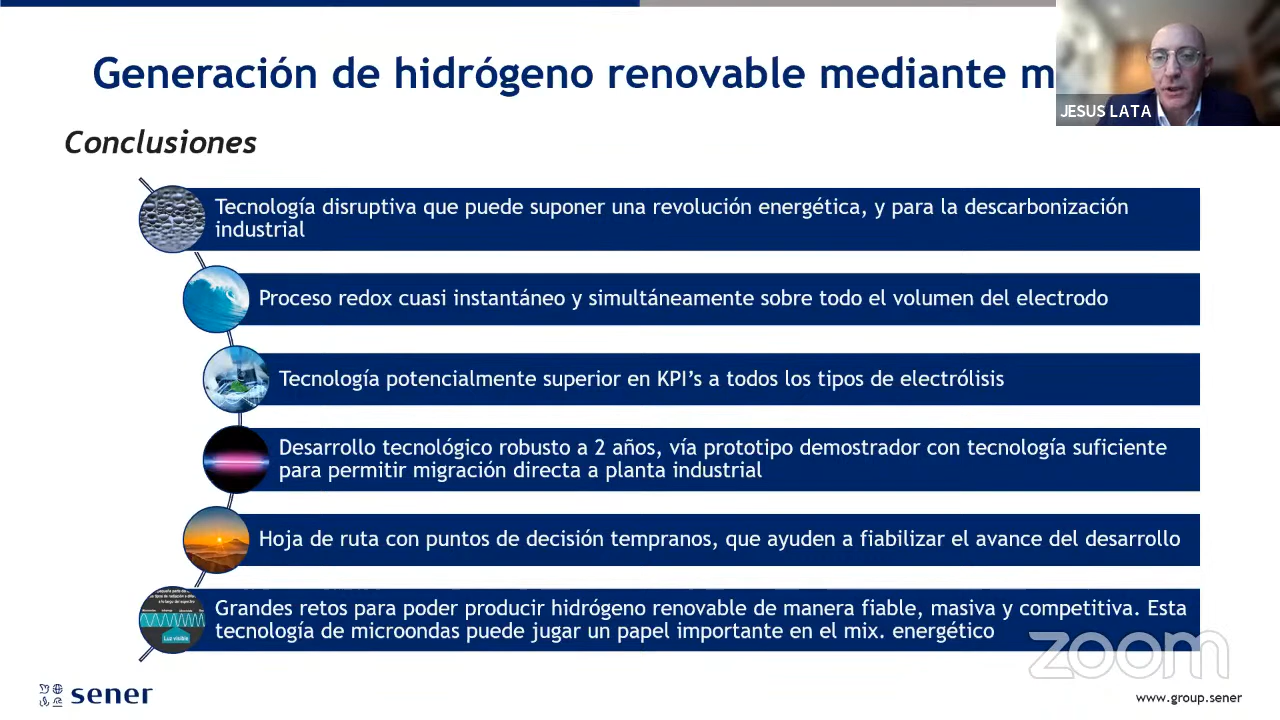 Generación de hidrógeno renovable mediante m
JESUS LATA
Conclusiones
Tecnología disruptiva que puede suponer una revolución energética, y para la descarbonización
industrial
Proceso redox cuasi instantáneo y simultáneamente sobre todo el volumen del electrodo
Tecnología potencialmente superior en KPI’s a todos los tipos de electrólisis
Desarrollo tecnológico robusto a 2 años, vía prototipo demostrador con tecnología suficiente
para permitir migración directa a planta industrial
Hoja de ruta con puntos de decisión tempranos, que ayuden a fiabilizar el avance del desarrollo
Luz visible
Grandes retos para poder producir hidrógeno renovable de manera fiable, masiva y competitiva. Esta
tecnología de microondas puede jugar un papel importante en el mix. energético
zoom
sener
www.group.sener